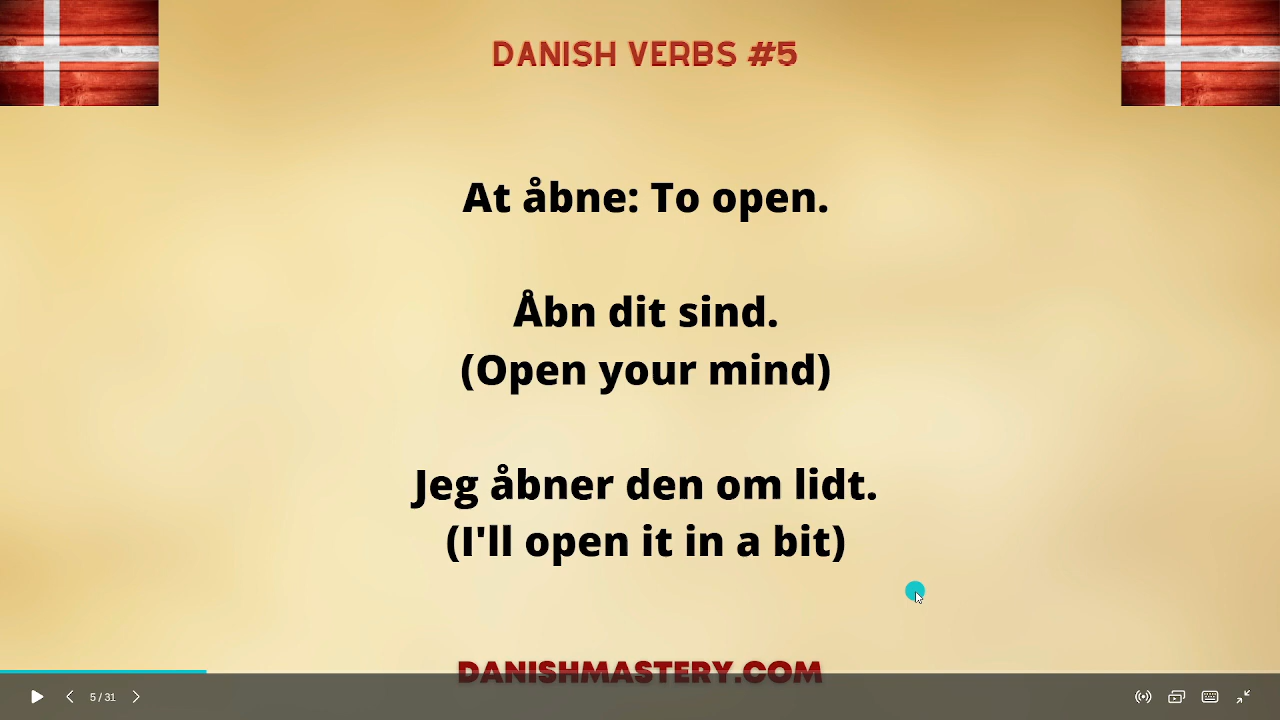 DANISH VERBS #5
At åbne: To open.
Åbn dit sind.
(Open your mind)
Jeg åbner den om lidt.
(I'll open it in a bit)
DANISHMASTERY.COM
5 / 31